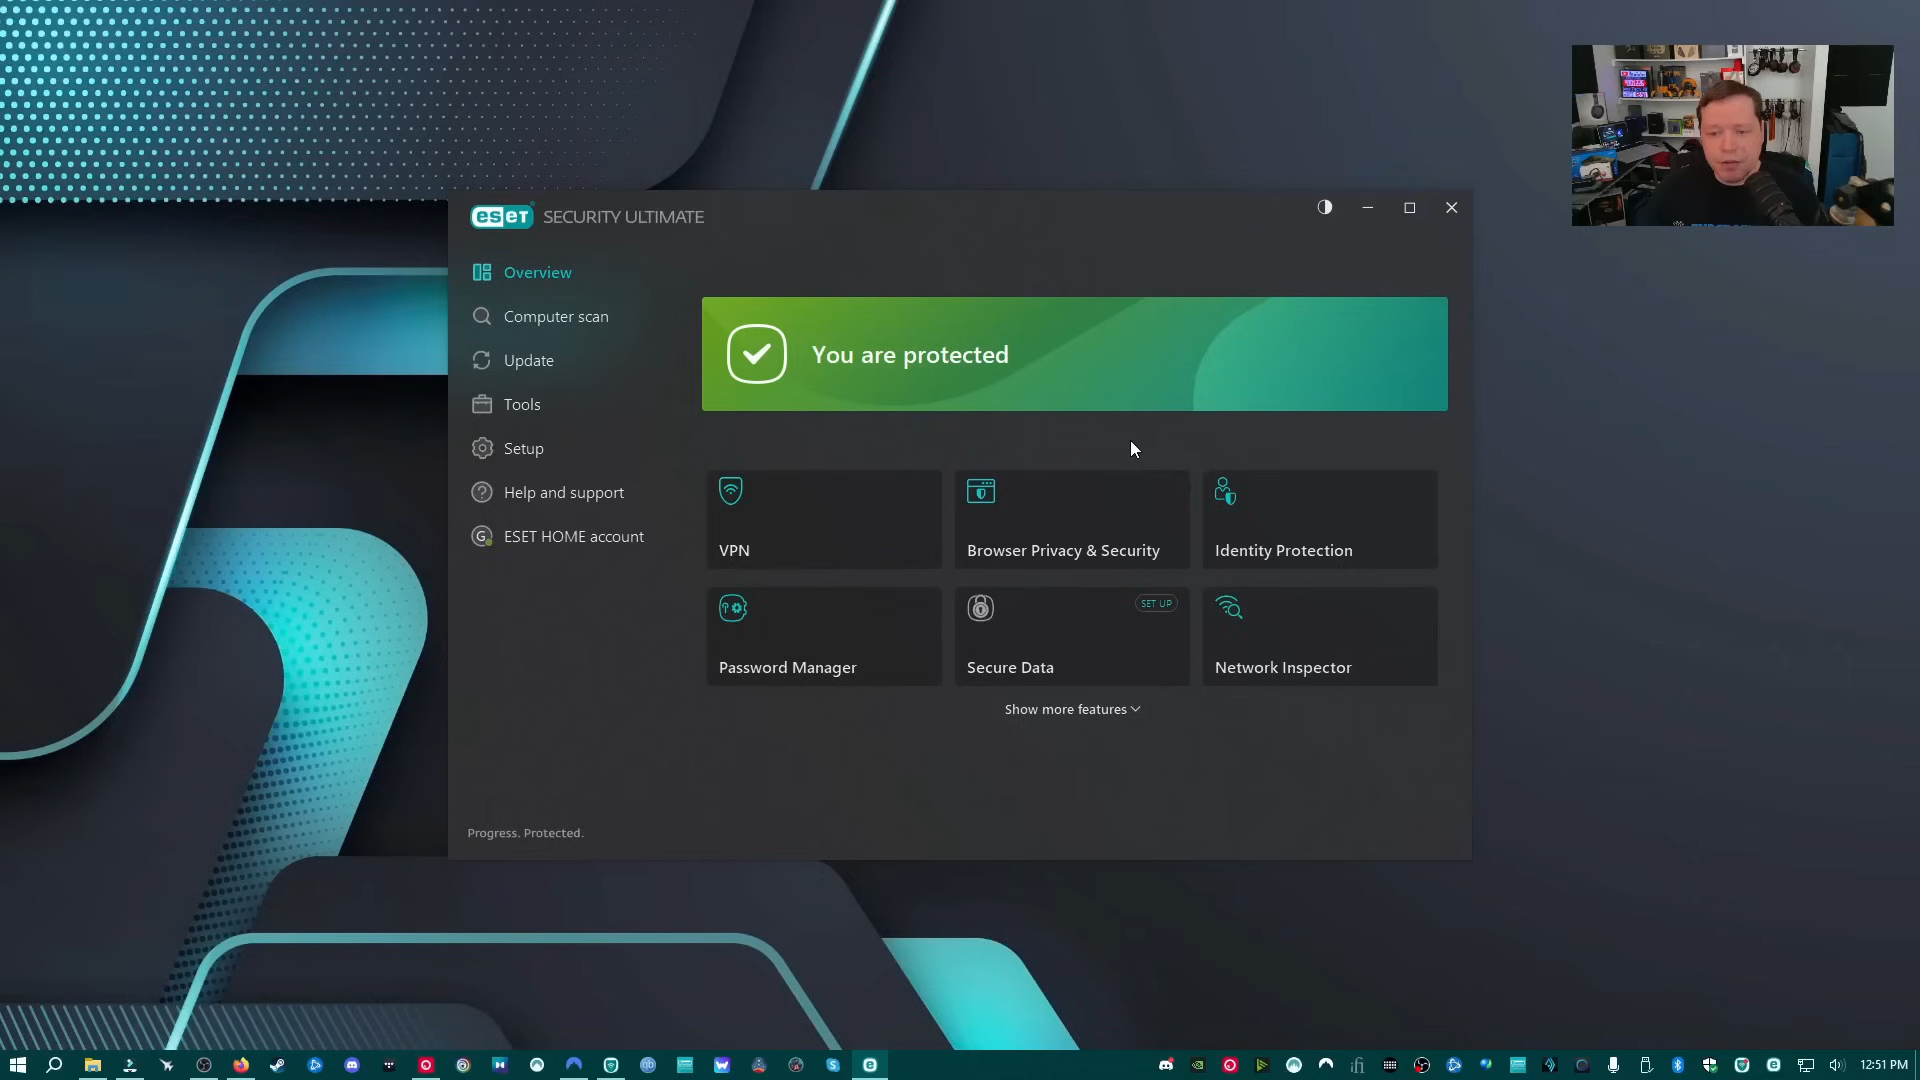 eset SECURITY ULTIMATE
Overview
Computer scan
Update
Tools
Setup
Help and support
G ESET HOME account
You are protected
VPN
Browser Privacy & Security
Identity Protection
Password Manager
SET UP
Secure Data
Network Inspector
Show more features
Progress. Protected.
12:51 PM